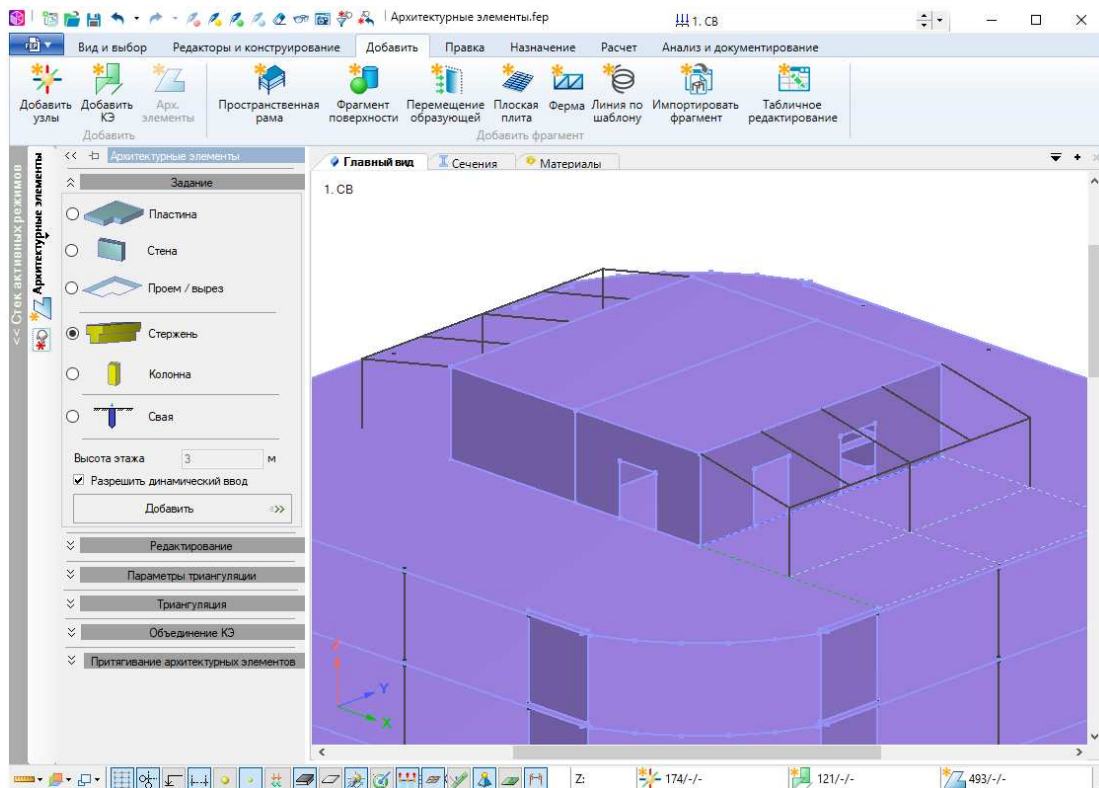 Архитектурные элементы.fep
1. СВ
Вид и выбор
Редакторы и конструирование
Добавить
Правка
Назначение
Расчет
Анализ и документирование
Добавить узлы
Добавить КЭ
Арх. элементы
Пространственная рама
Фрагмент поверхности
Перемещение образующей
Плоская плита
Ферма
Линия по шаблону
Импортировать фрагмент
Табличное редактирование
Добавить
Добавить фрагмент
<< Стек активных режимов
Архитектурные элементы
<< Архитектурные элементы
Задание
Пластина
Стена
Проем / вырез
Стержень
Колонна
Свая
Высота этажа 3 м
Разрешить динамический ввод
Добавить
Редактирование
Параметры триангуляции
Триангуляция
Объединение КЭ
Притягивание архитектурных элементов
Главный вид
Сечения
Материалы
1. СВ
Z
Y
X
Z:
174/-/-
121/-/-
493/-/-